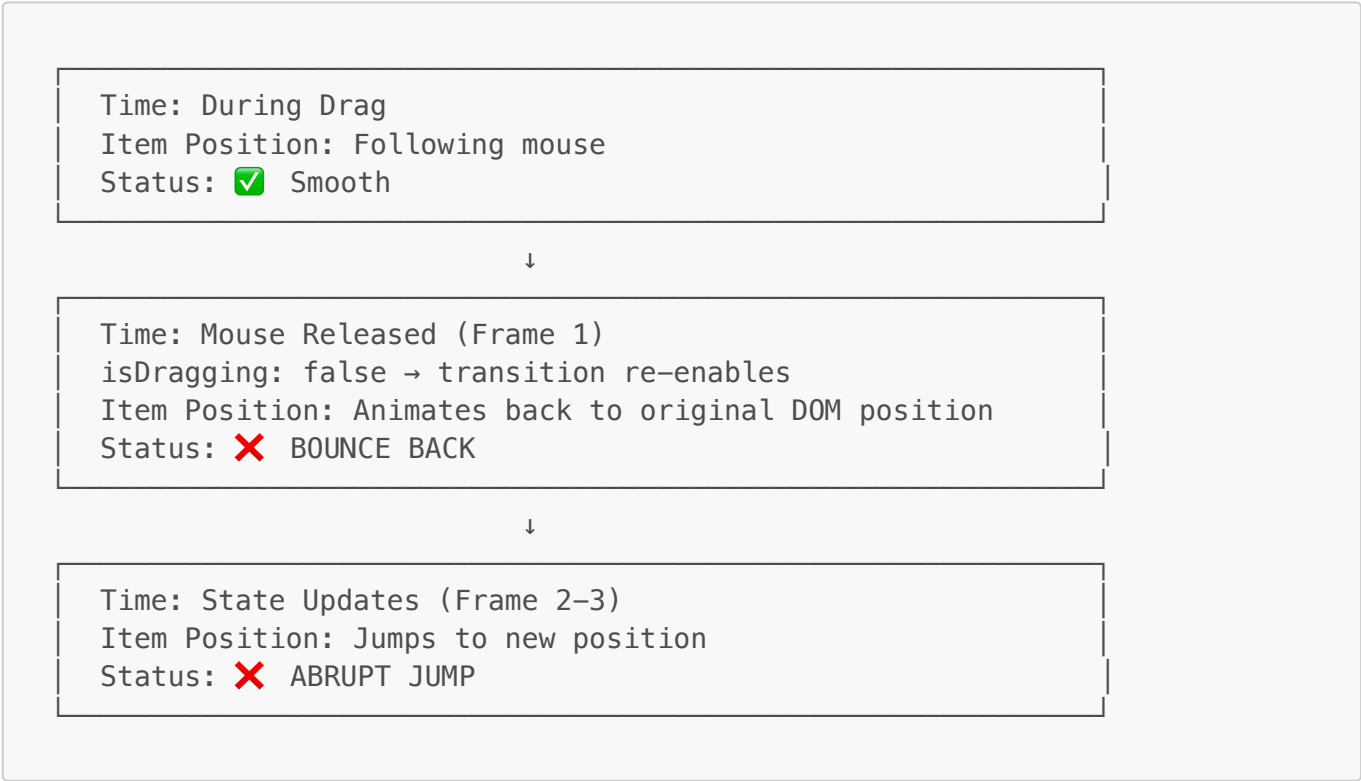 Time: During Drag
Item Position: Following mouse
Status: ✅ Smooth
↓
Time: Mouse Released (Frame 1)
isDragging: false → transition re-enables
Item Position: Animates back to original DOM position
Status: ❌ BOUNCE BACK
↓
Time: State Updates (Frame 2-3)
Item Position: Jumps to new position
Status: ❌ ABRUPT JUMP